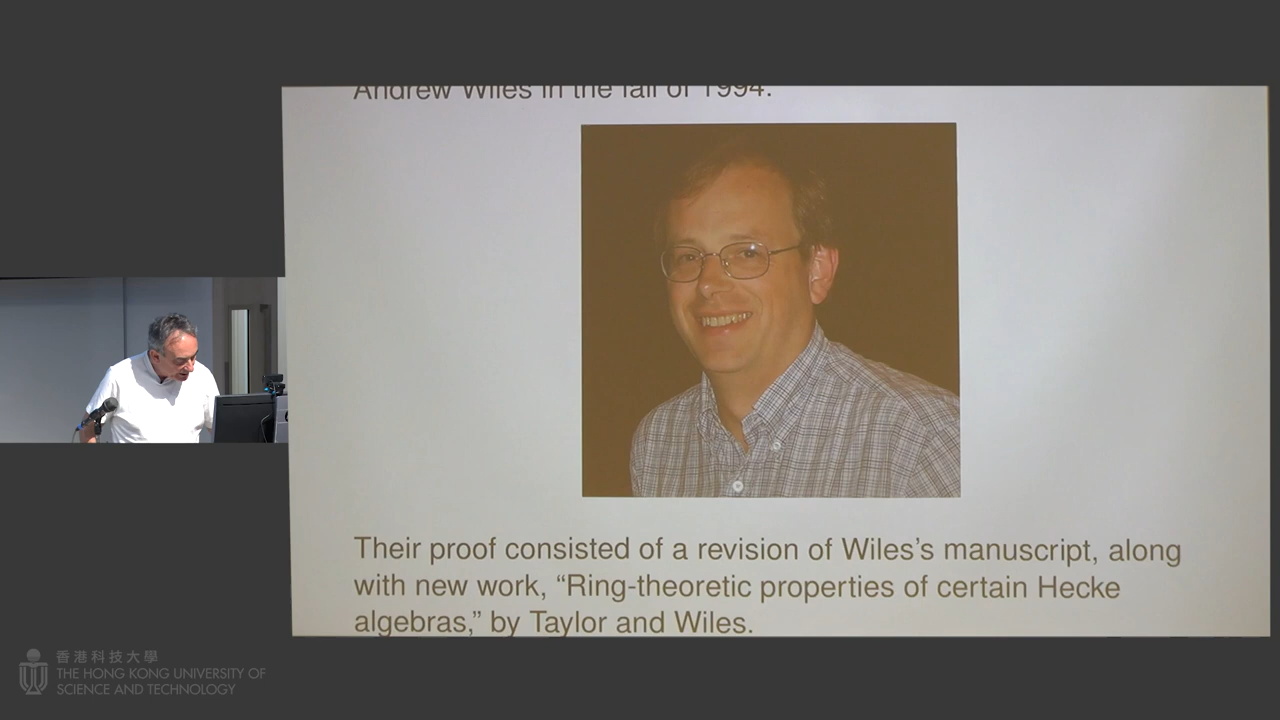 Andrew Wiles in the fall of 1994.
Their proof consisted of a revision of Wiles’s manuscript, along
with new work, “Ring-theoretic properties of certain Hecke
algebras,” by Taylor and Wiles.
香港科技大學
THE HONG KONG UNIVERSITY OF
SCIENCE AND TECHNOLOGY